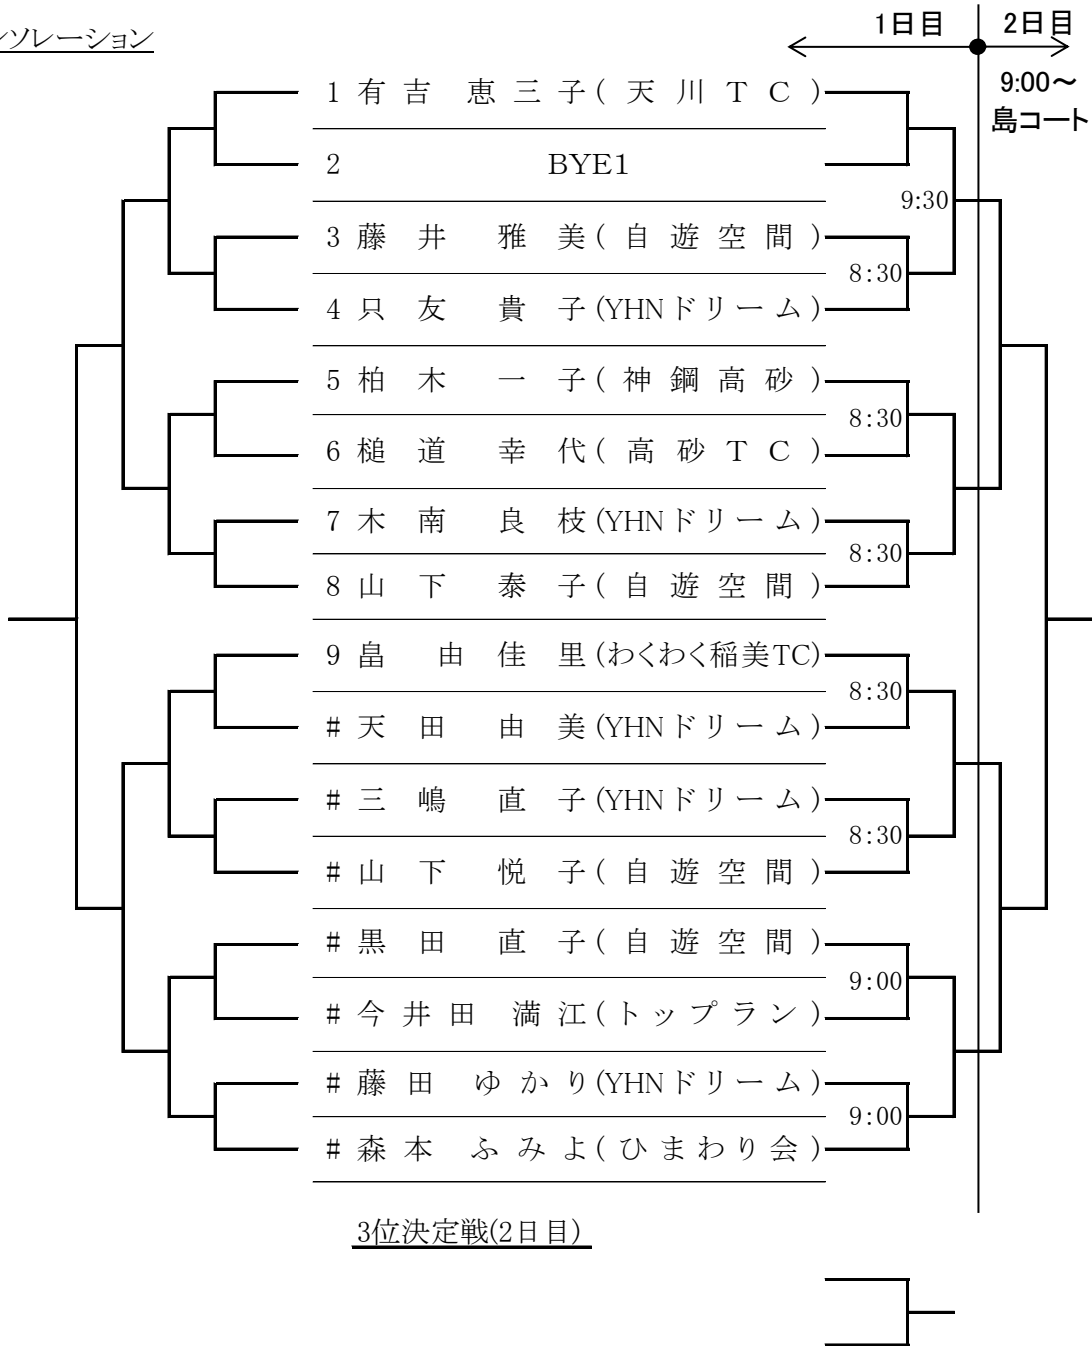 ンソレーション
1日目 2日目
9:00～
島コート
1 有吉 恵三子(天川TC)
2 BYE1
9:30
3 藤井 雅美(自遊空間)
8:30
4 只友 貴子(YHNドリーム)
5 柏木 一子(神鋼高砂)
8:30
6 槌道 幸代(高砂TC)
7 木南 良枝(YHNドリーム)
8:30
8 山下 泰子(自遊空間)
9 畠 由佳里(わくわく稲美TC)
8:30
# 天田 由美(YHNドリーム)
# 三嶋 直子(YHNドリーム)
8:30
# 山下 悦子(自遊空間)
# 黒田 直子(自遊空間)
9:00
# 今井田 満江(トップラン)
# 藤田 ゆかり(YHNドリーム)
9:00
# 森本 ふみよ(ひまわり会)
3位決定戦(2日目)